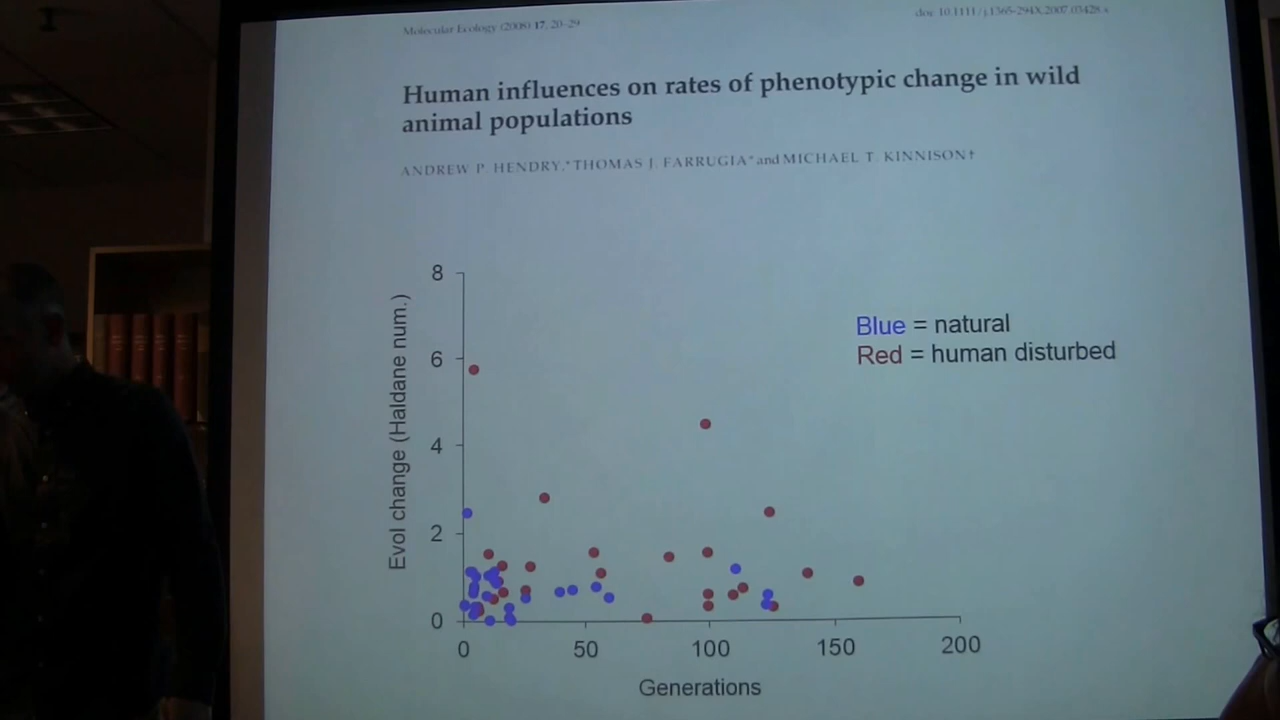 Molecular Ecology (2008) 17, 20–29
doi: 10.1111/j.1365-294X.2007.03428.x
Human influences on rates of phenotypic change in wild
animal populations
ANDREW P. HENDRY,* THOMAS J. FARRUGIA* and MICHAEL T. KINNISON†
8
6
4
2
0
Evol change (Haldane num.)
Blue = natural
Red = human disturbed
0 50 100 150 200
Generations